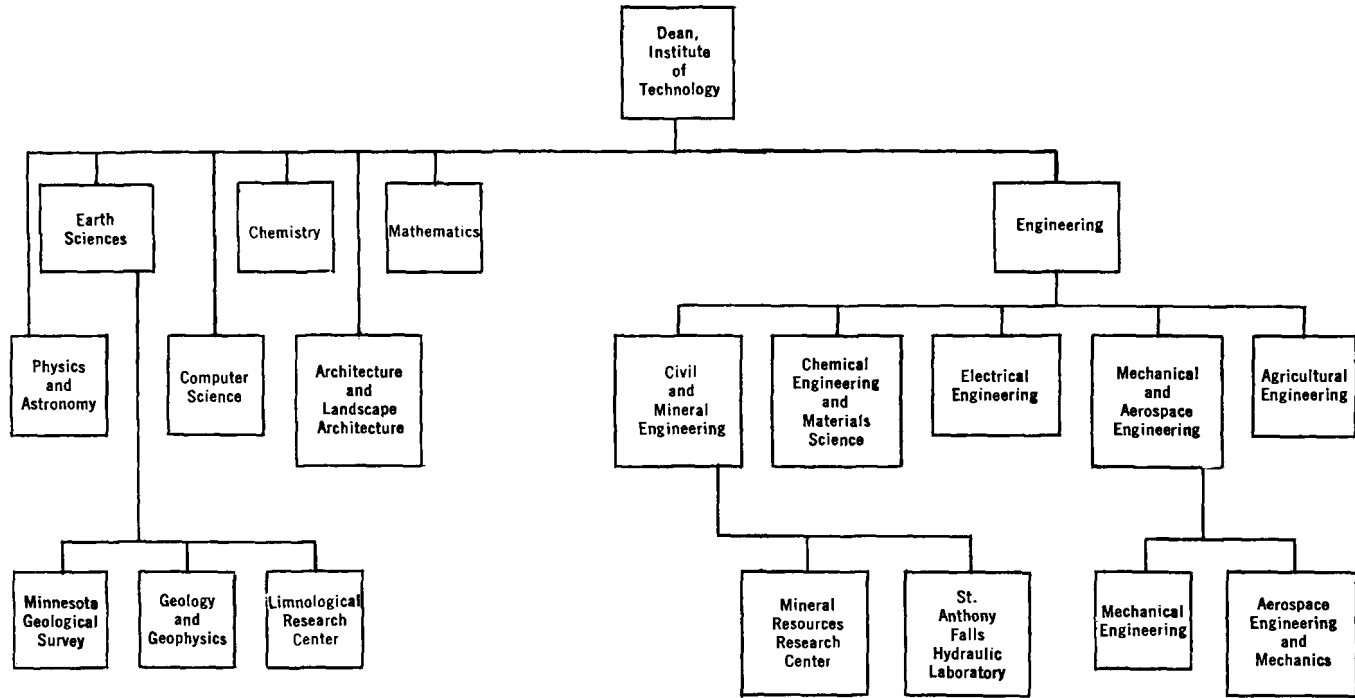 Dean,
Institute
of
Technology
Earth
Sciences
Chemistry
Mathematics
Engineering
Physics
and
Astronomy
Computer
Science
Architecture
and
Landscape
Architecture
Civil
and
Mineral
Engineering
Chemical
Engineering
and
Materials
Science
Electrical
Engineering
Mechanical
and
Aerospace
Engineering
Agricultural
Engineering
Minnesota
Geological
Survey
Geology
and
Geophysics
Limnological
Research
Center
Mineral
Resources
Research
Center
St.
Anthony
Falls
Hydraulic
Laboratory
Mechanical
Engineering
Aerospace
Engineering
and
Mechanics